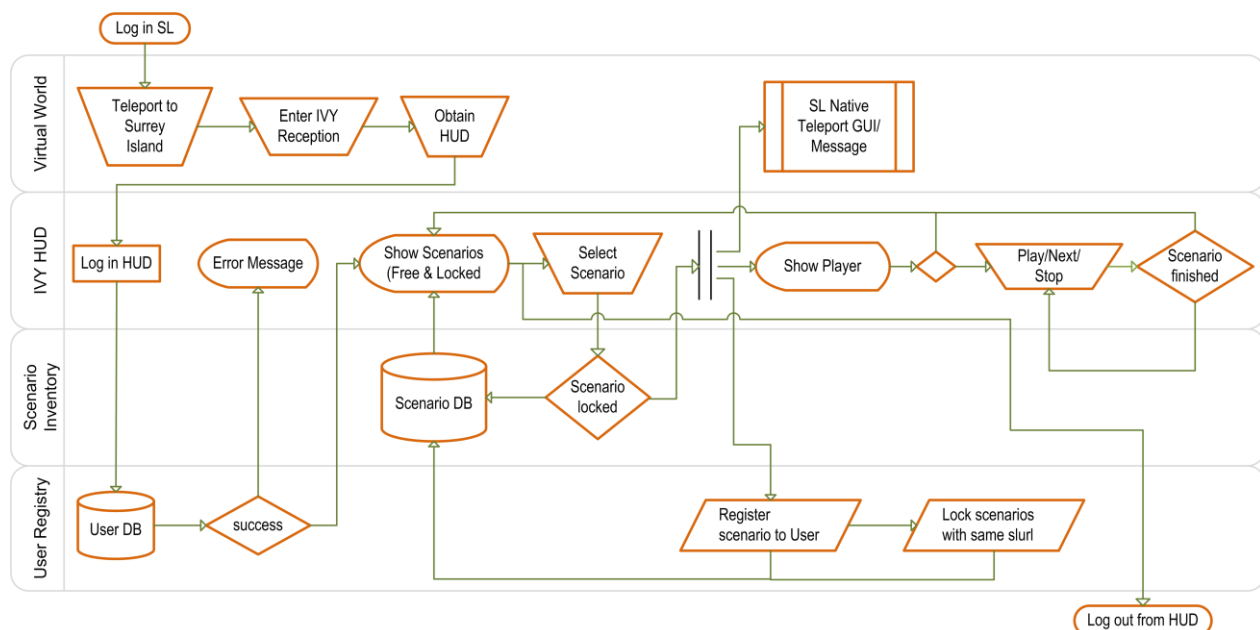 Log in SL
Virtual World
Teleport to
Surrey
Island
Enter IVY
Reception
Obtain
HUD
SL Native
Teleport GUI/
Message
IVY HUD
Log in HUD
Error Message
Show Scenarios
(Free & Locked
Select
Scenario
Show Player
Play/Next/
Stop
Scenario
finished
Scenario
Inventory
Scenario DB
Scenario
locked
User Registry
User DB
success
Register
scenario to User
Lock scenarios
with same slurl
Log out from HUD